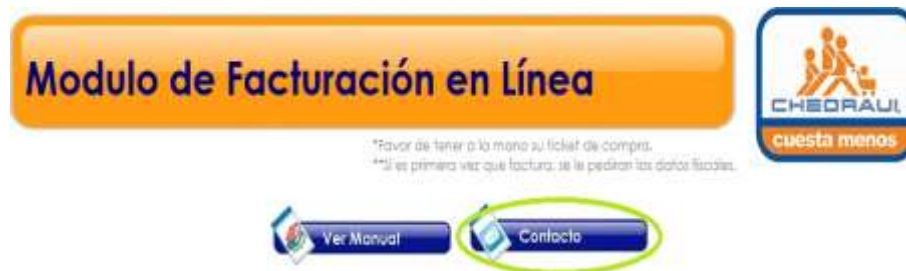 Modulo de Facturación en Línea
CHEDRAUI
cuesta menos
*Favor de tener a la mano su ticket de compra.
**Si es primera vez que factura, se le pediran los datos fiscales.
Ver Manual
Contacto